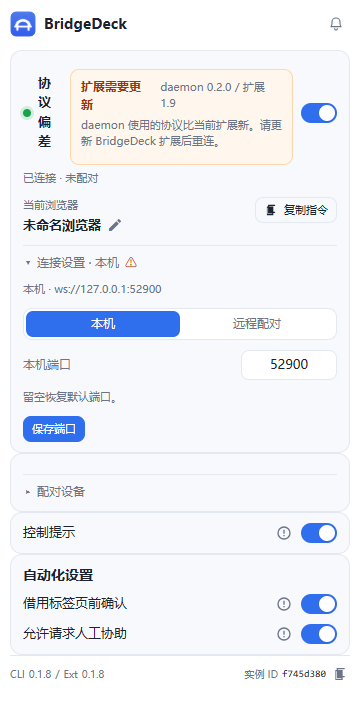 BridgeDeck
协
议
偏
差
扩展需要更
新
daemon 0.2.0 / 扩展
1.9
daemon 使用的协议比当前扩展新。请更
新 BridgeDeck 扩展后重连。
已连接 · 未配对
当前浏览器
未命名浏览器
复制指令
连接设置 · 本机
本机 · ws://127.0.0.1:52900
本机
远程配对
本机端口
52900
留空恢复默认端口。
保存端口
配对设备
控制提示
自动化设置
借用标签页前确认
允许请求人工协助
CLI 0.1.8 / Ext 0.1.8
实例 ID f745d380